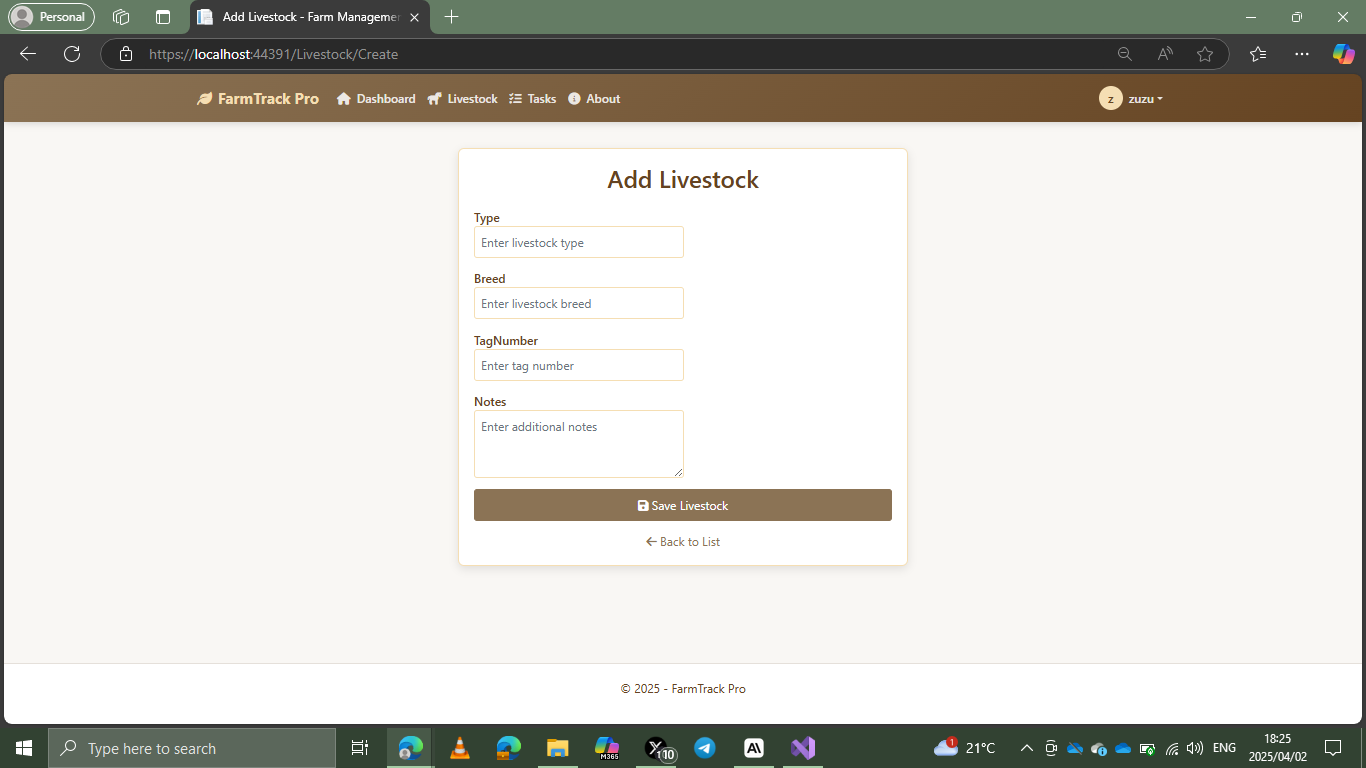 Personal
Add Livestock - Farm Managemer
https://localhost:44391/Livestock/Create
FarmTrack Pro
Dashboard
Livestock
Tasks
About
z
zuzu
Add Livestock
Type
Enter livestock type
Breed
Enter livestock breed
TagNumber
Enter tag number
Notes
Enter additional notes
Save Livestock
Back to List
© 2025 - FarmTrack Pro
Type here to search
M365
10
1
21°C
ENG
18:25
2025/04/02